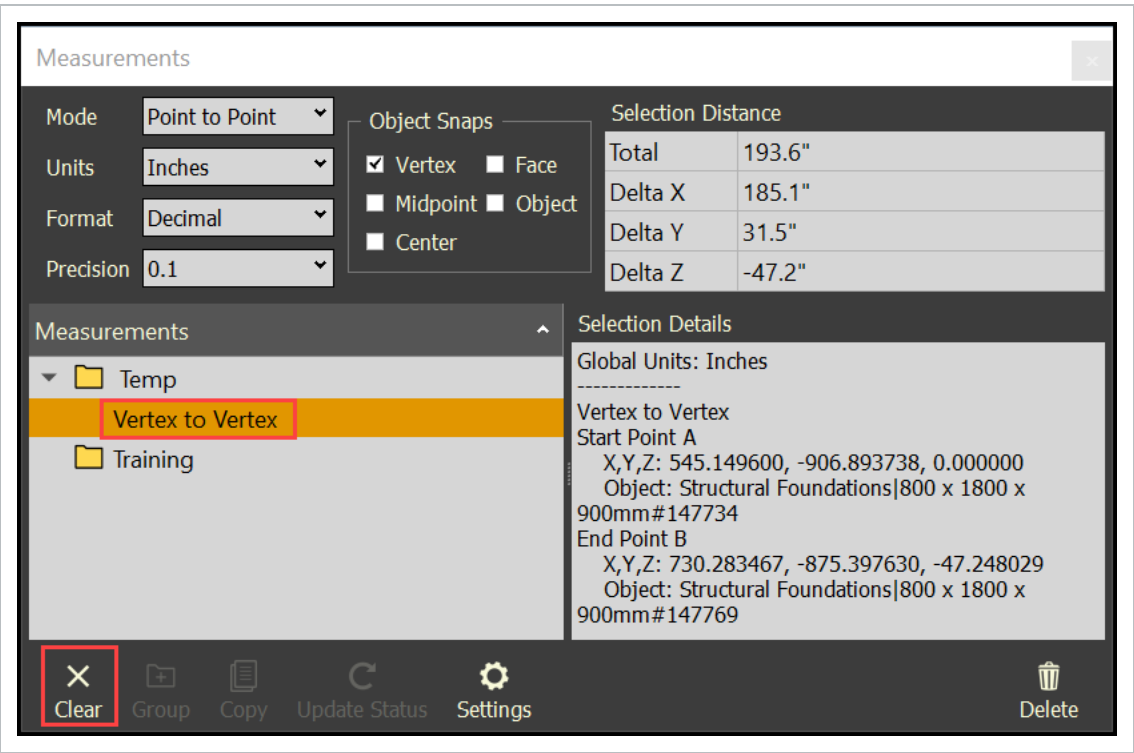 Measurements
Mode Point to Point
Units Inches
Format Decimal
Precision 0.1
Object Snaps
Vertex Face
Midpoint Object
Center
Selection Distance
Total 193.6"
Delta X 185.1"
Delta Y 31.5"
Delta Z -47.2"
Measurements
Temp
Vertex to Vertex
Training
Selection Details
Global Units: Inches
-------------
Vertex to Vertex
Start Point A
X,Y,Z: 545.149600, -906.893738, 0.000000
Object: Structural Foundations|800 x 1800 x
900mm#147734
End Point B
X,Y,Z: 730.283467, -875.397630, -47.248029
Object: Structural Foundations|800 x 1800 x
900mm#147769
Clear Group Copy Update Status Settings Delete